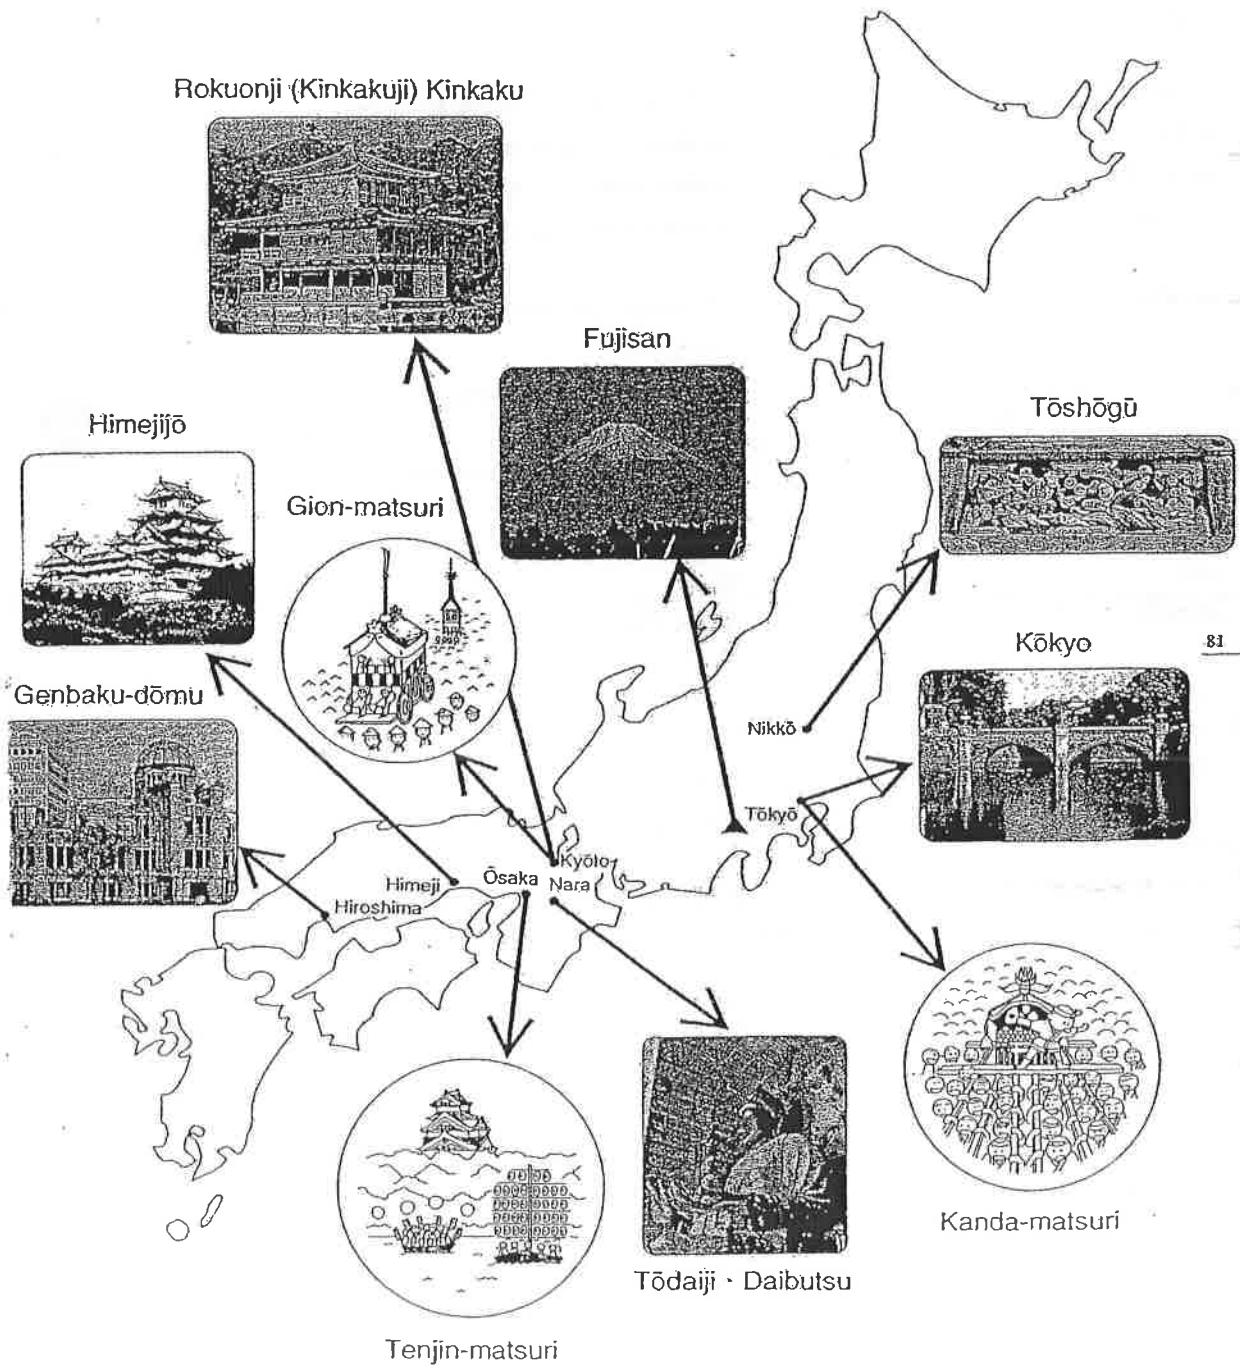 Rokuonji (Kinkakuji) Kinkaku
Fujisan
Tōshōgū
Himejijō
Gion-matsuri
Kōkyo
81
Genbaku-dōmu
Nikkō
Tōkyō
Kyōto
Himeji
Ōsaka
Nara
Hiroshima
Kanda-matsuri
Tōdaiji・Daibutsu
Tenjin-matsuri